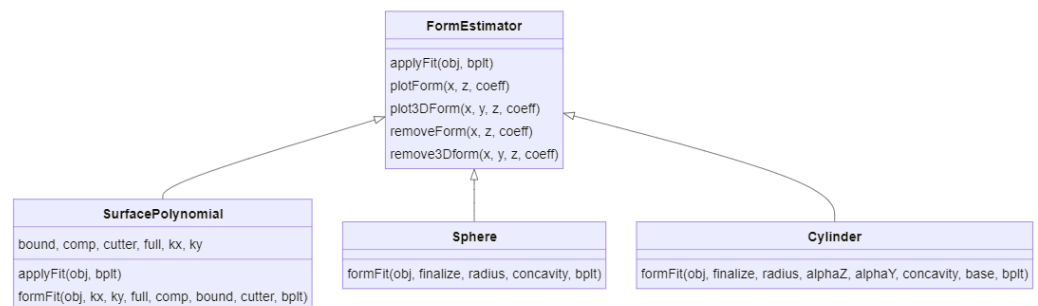 FormEstimator
applyFit(obj, bplt)
plotForm(x, z, coeff)
plot3DForm(x, y, z, coeff)
removeForm(x, z, coeff)
remove3Dform(x, y, z, coeff)
SurfacePolynomial
bound, comp, cutter, full, kx, ky
applyFit(obj, bplt)
formFit(obj, kx, ky, full, comp, bound, cutter, bplt)
Sphere
formFit(obj, finalize, radius, concavity, bplt)
Cylinder
formFit(obj, finalize, radius, alphaZ, alphaY, concavity, base, bplt)